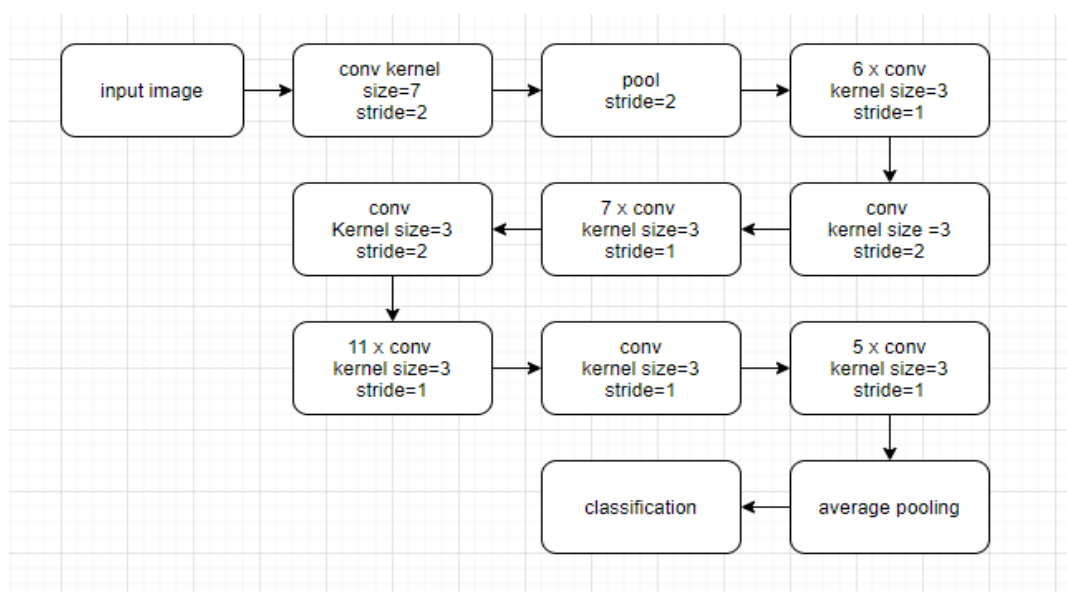 input image
conv kernel
size=7
stride=2
pool
stride=2
6 x conv
kernel size=3
stride=1
conv
kernel size =3
stride=2
7 x conv
kernel size=3
stride=1
conv
Kernel size=3
stride=2
11 x conv
kernel size=3
stride=1
conv
kernel size=3
stride=1
5 x conv
kernel size=3
stride=1
average pooling
classification